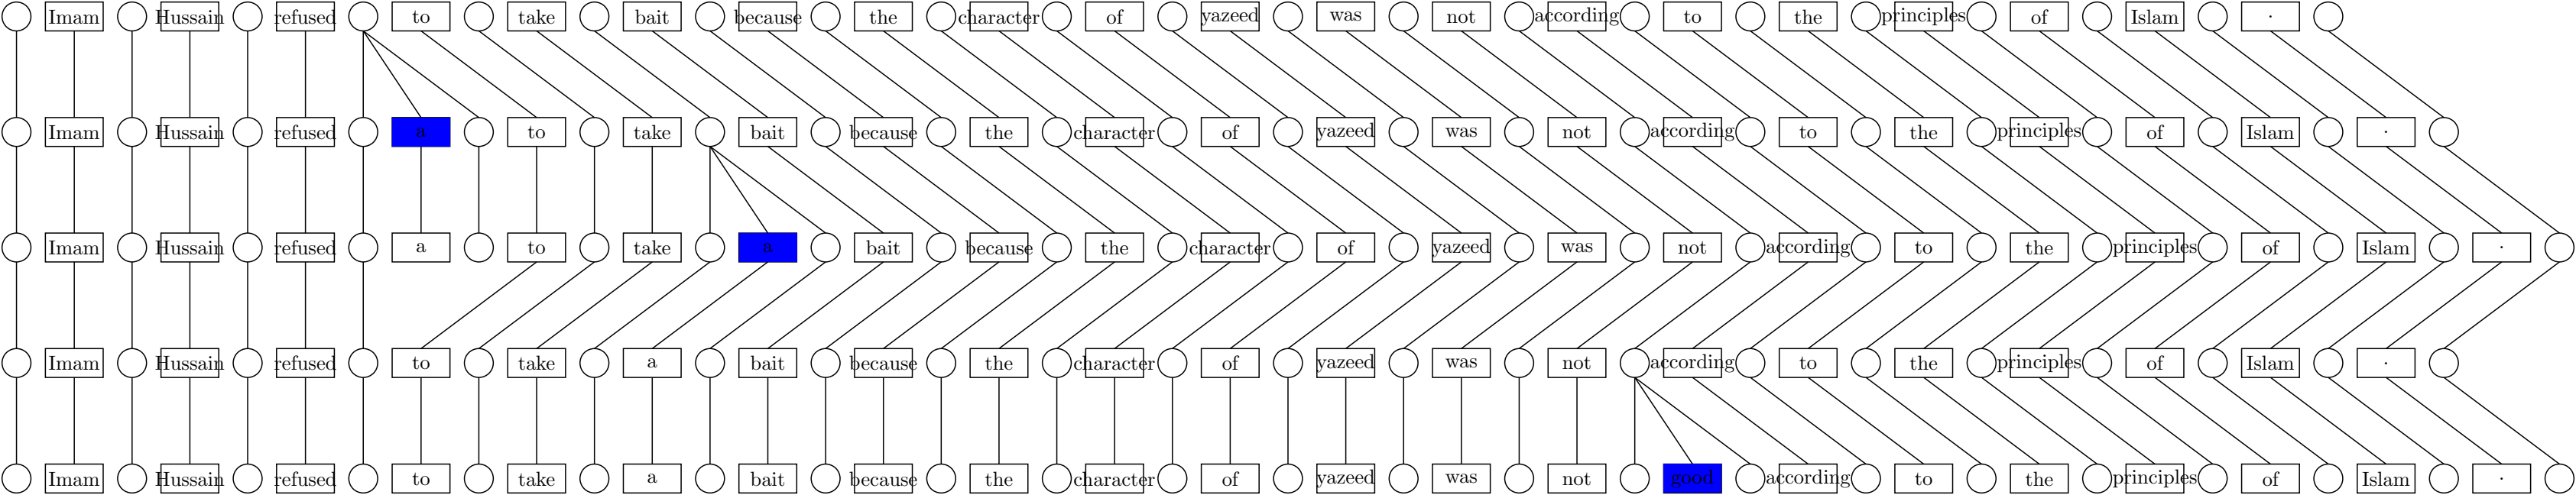 Imam Hussain refused to take bait because the character of yazeed was not according to the principles of Islam .
Imam Hussain refused a to take bait because the character of yazeed was not according to the principles of Islam .
Imam Hussain refused a to take a bait because the character of yazeed was not according to the principles of Islam .
Imam Hussain refused to take a bait because the character of yazeed was not according to the principles of Islam .
Imam Hussain refused to take a bait because the character of yazeed was not good according to the principles of Islam .